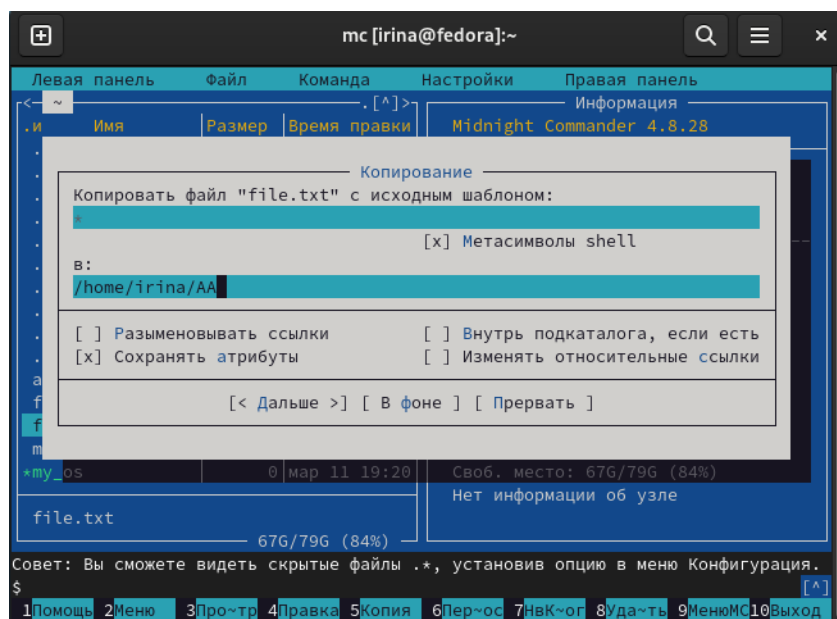 mc [irina@fedora]:~
Левая панель Файл Команда Настройки Правая панель
<— ~ .[^]> Информация
.и Имя Размер Время правки Midnight Commander 4.8.28
Копирование
Копировать файл "file.txt" с исходным шаблоном:
*
[x] Метасимволы shell
в:
/home/irina/AA
[ ] Разыменовывать ссылки [ ] Внутрь подкаталога, если есть
[x] Сохранять атрибуты [ ] Изменять относительные ссылки
a
f
[< Дальше >] [ В фоне ] [ Прервать ]
f
m
*my_os 0 мар 11 19:20 Своб. место: 67G/79G (84%)
Нет информации об узле
file.txt
67G/79G (84%)
Совет: Вы сможете видеть скрытые файлы .*, установив опцию в меню Конфигурация.
$ [^]
1Помощь 2Меню 3Про~тр 4Правка 5Копия 6Пер~ос 7НвК~ог 8Уда~ть 9МенюМС 10Выход